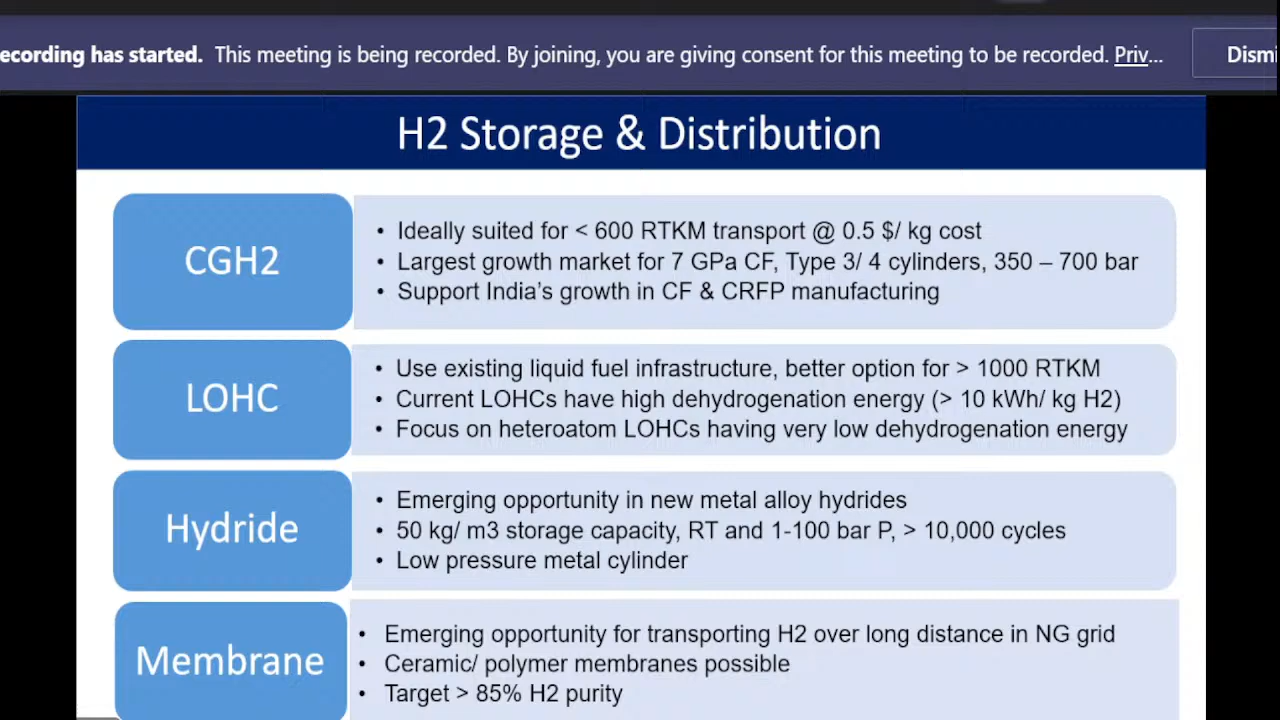 ecording has started. This meeting is being recorded. By joining, you are giving consent for this meeting to be recorded. Priv... Dismi
H2 Storage & Distribution
CGH2
• Ideally suited for < 600 RTKM transport @ 0.5 $/ kg cost
• Largest growth market for 7 GPa CF, Type 3/ 4 cylinders, 350 – 700 bar
• Support India's growth in CF & CRFP manufacturing
LOHC
• Use existing liquid fuel infrastructure, better option for > 1000 RTKM
• Current LOHCs have high dehydrogenation energy (> 10 kWh/ kg H2)
• Focus on heteroatom LOHCs having very low dehydrogenation energy
Hydride
• Emerging opportunity in new metal alloy hydrides
• 50 kg/ m3 storage capacity, RT and 1-100 bar P, > 10,000 cycles
• Low pressure metal cylinder
Membrane
• Emerging opportunity for transporting H2 over long distance in NG grid
• Ceramic/ polymer membranes possible
• Target > 85% H2 purity